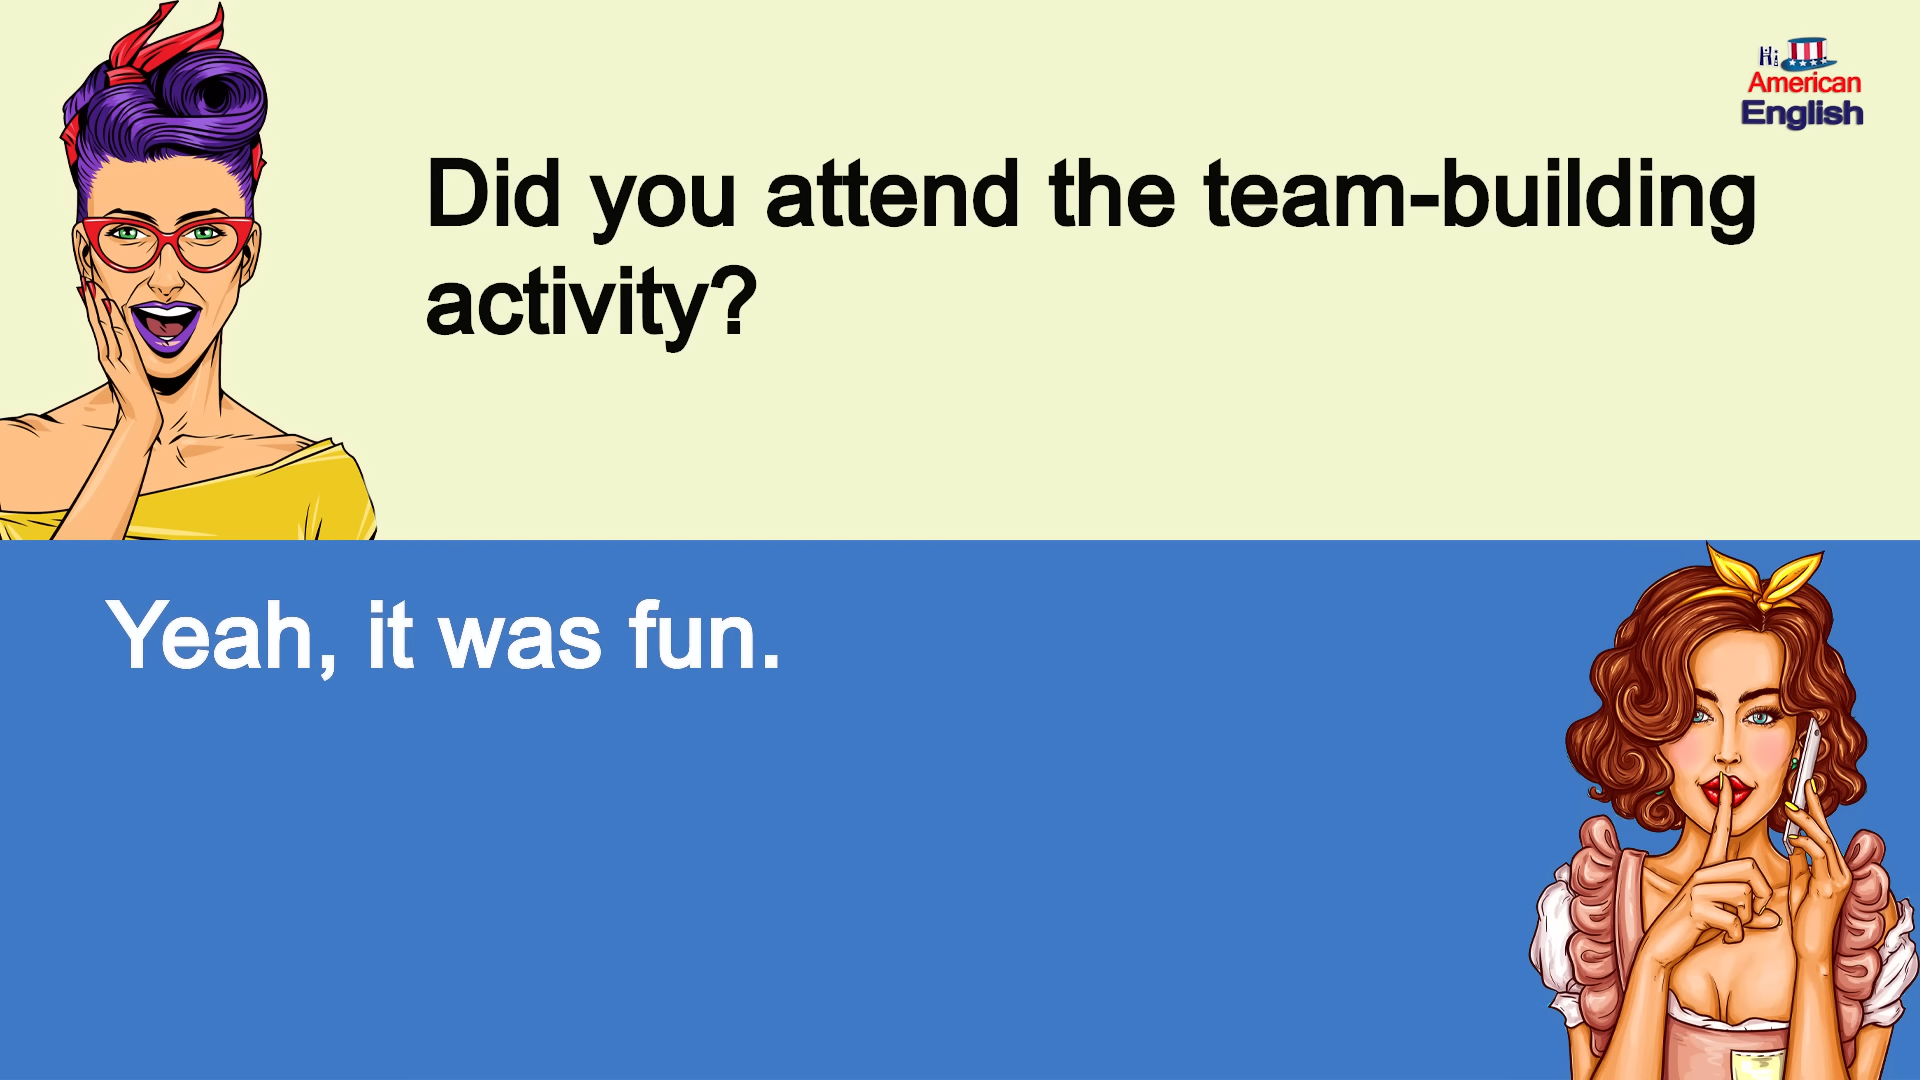 Hi
American
English
Did you attend the team-building
activity?
Yeah, it was fun.